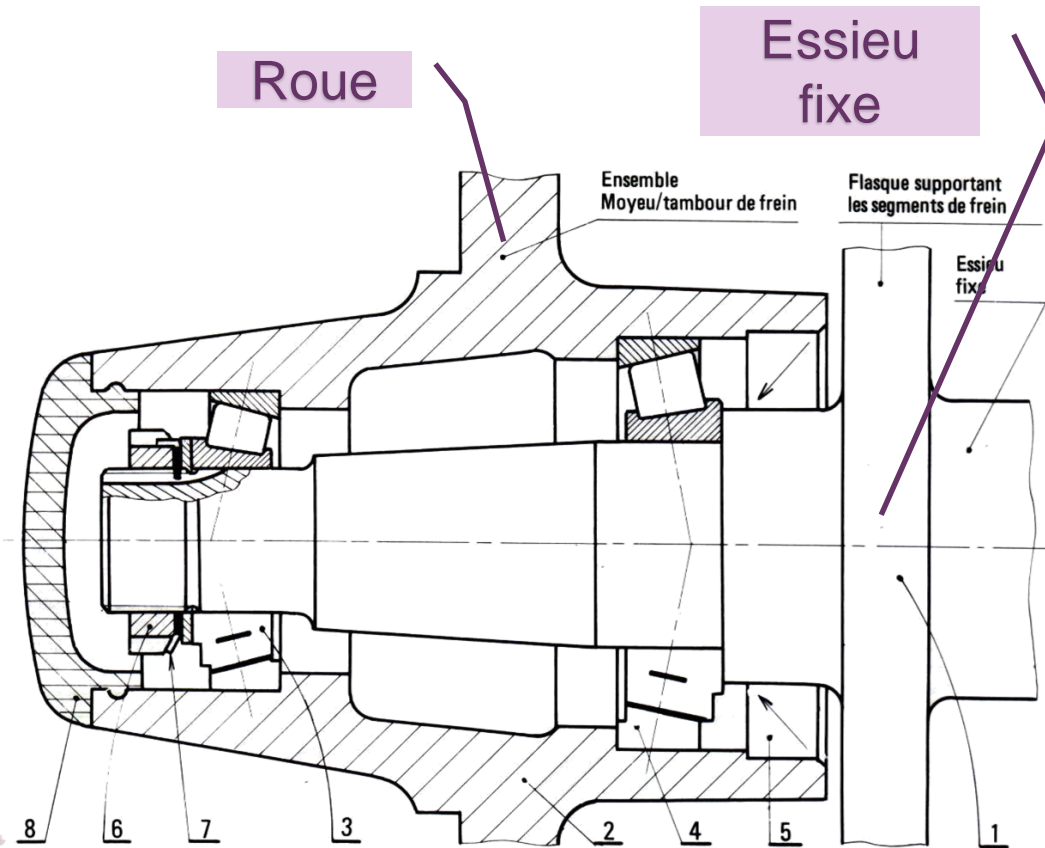 Roue
Essieu
fixe
Ensemble
Moyeu/tambour de frein
Flasque supportant
les segments de frein
Essieu
fixe
8
6
7
3
2
4
5
1